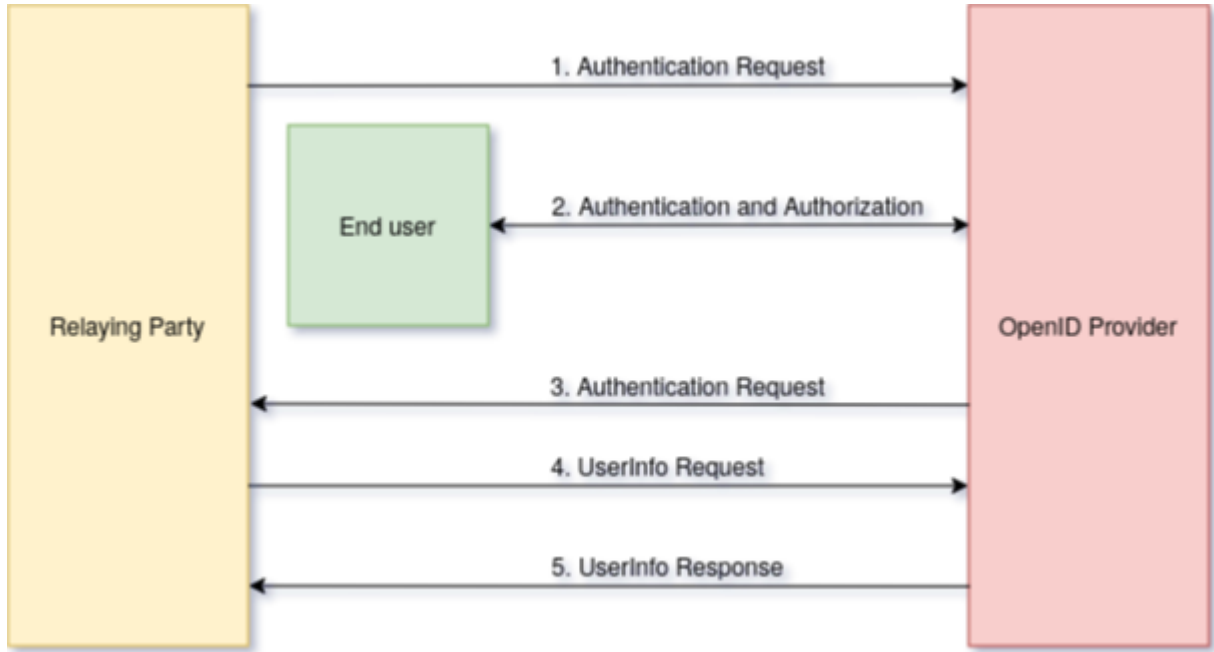 1. Authentication Request
2. Authentication and Authorization
End user
Relaying Party
OpenID Provider
3. Authentication Request
4. UserInfo Request
5. UserInfo Response